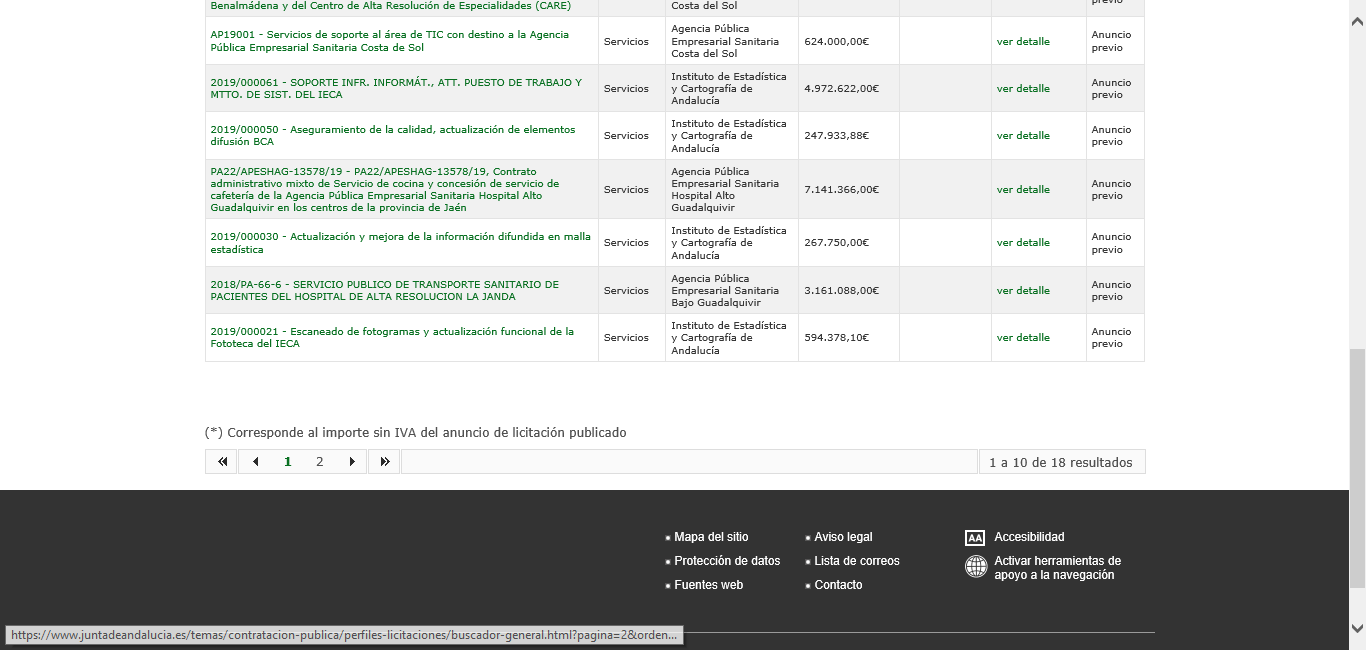 Benalmádena y del Centro de Alta Resolución de Especialidades (CARE)
Costa del Sol
previo
AP19001 - Servicios de soporte al área de TIC con destino a la Agencia
Pública Empresarial Sanitaria Costa de Sol
Servicios
Agencia Pública
Empresarial Sanitaria
Costa del Sol
624.000,00€
ver detalle
Anuncio
previo
2019/000061 - SOPORTE INFR. INFORMÁT., ATT. PUESTO DE TRABAJO Y
MTTO. DE SIST. DEL IECA
Servicios
Instituto de Estadística
y Cartografía de
Andalucía
4.972.622,00€
ver detalle
Anuncio
previo
2019/000050 - Aseguramiento de la calidad, actualización de elementos
difusión BCA
Servicios
Instituto de Estadística
y Cartografía de
Andalucía
247.933,88€
ver detalle
Anuncio
previo
PA22/APESHAG-13578/19 - PA22/APESHAG-13578/19, Contrato
administrativo mixto de Servicio de cocina y concesión de servicio de
cafetería de la Agencia Pública Empresarial Sanitaria Hospital Alto
Guadalquivir en los centros de la provincia de Jaén
Servicios
Agencia Pública
Empresarial Sanitaria
Hospital Alto
Guadalquivir
7.141.366,00€
ver detalle
Anuncio
previo
2019/000030 - Actualización y mejora de la información difundida en malla
estadística
Servicios
Instituto de Estadística
y Cartografía de
Andalucía
267.750,00€
ver detalle
Anuncio
previo
2018/PA-66-6 - SERVICIO PUBLICO DE TRANSPORTE SANITARIO DE
PACIENTES DEL HOSPITAL DE ALTA RESOLUCION LA JANDA
Servicios
Agencia Pública
Empresarial Sanitaria
Bajo Guadalquivir
3.161.088,00€
ver detalle
Anuncio
previo
2019/000021 - Escaneado de fotogramas y actualización funcional de la
Fototeca del IECA
Servicios
Instituto de Estadística
y Cartografía de
Andalucía
594.378,10€
ver detalle
Anuncio
previo
(*) Corresponde al importe sin IVA del anuncio de licitación publicado
1 2
1 a 10 de 18 resultados
Mapa del sitio
Protección de datos
Fuentes web
Aviso legal
Lista de correos
Contacto
AA Accesibilidad
Activar herramientas de
apoyo a la navegación
https://www.juntadeandalucia.es/temas/contratacion-publica/perfiles-licitaciones/buscador-general.html?pagina=2&orden...